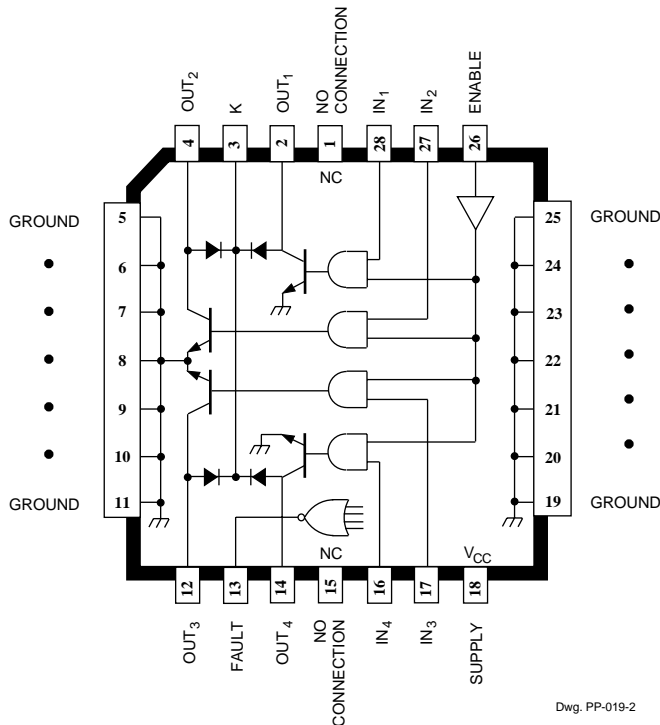 OUT2
K
OUT1
NO CONNECTION
IN1
IN2
ENABLE
4
3
2
1
28
27
26
NC
GROUND
5
6
7
8
9
10
11
GROUND
25
GROUND
24
23
22
21
20
19
GROUND
NC
VCC
12
13
14
15
16
17
18
OUT3
FAULT
OUT4
NO CONNECTION
IN4
IN3
SUPPLY
Dwg. PP-019-2